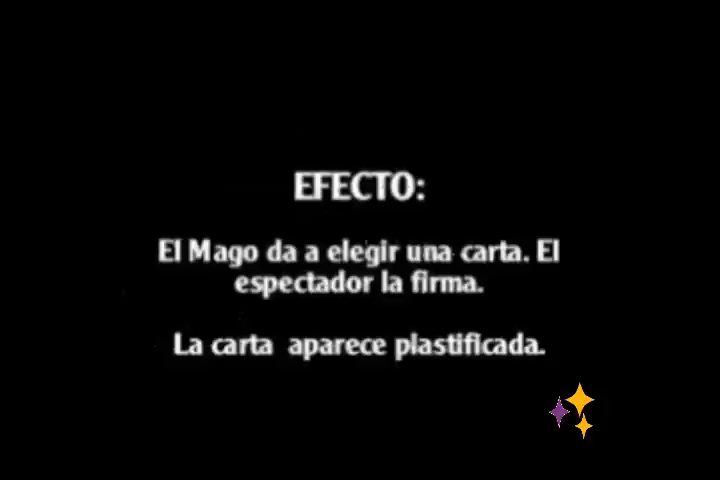 EFECTO:
El Mago da a elegir una carta. El
espectador la firma.
La carta aparece plastificada.